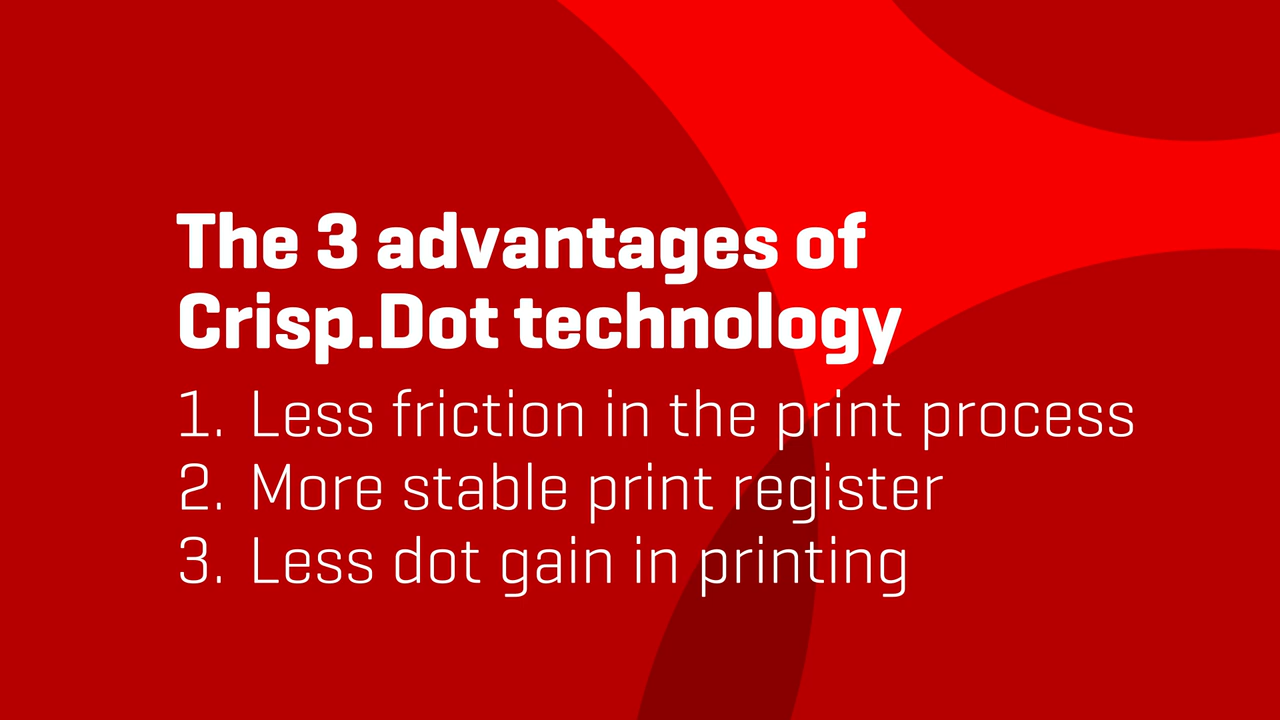 The 3 advantages of
Crisp.Dot technology
1. Less friction in the print process
2. More stable print register
3. Less dot gain in printing